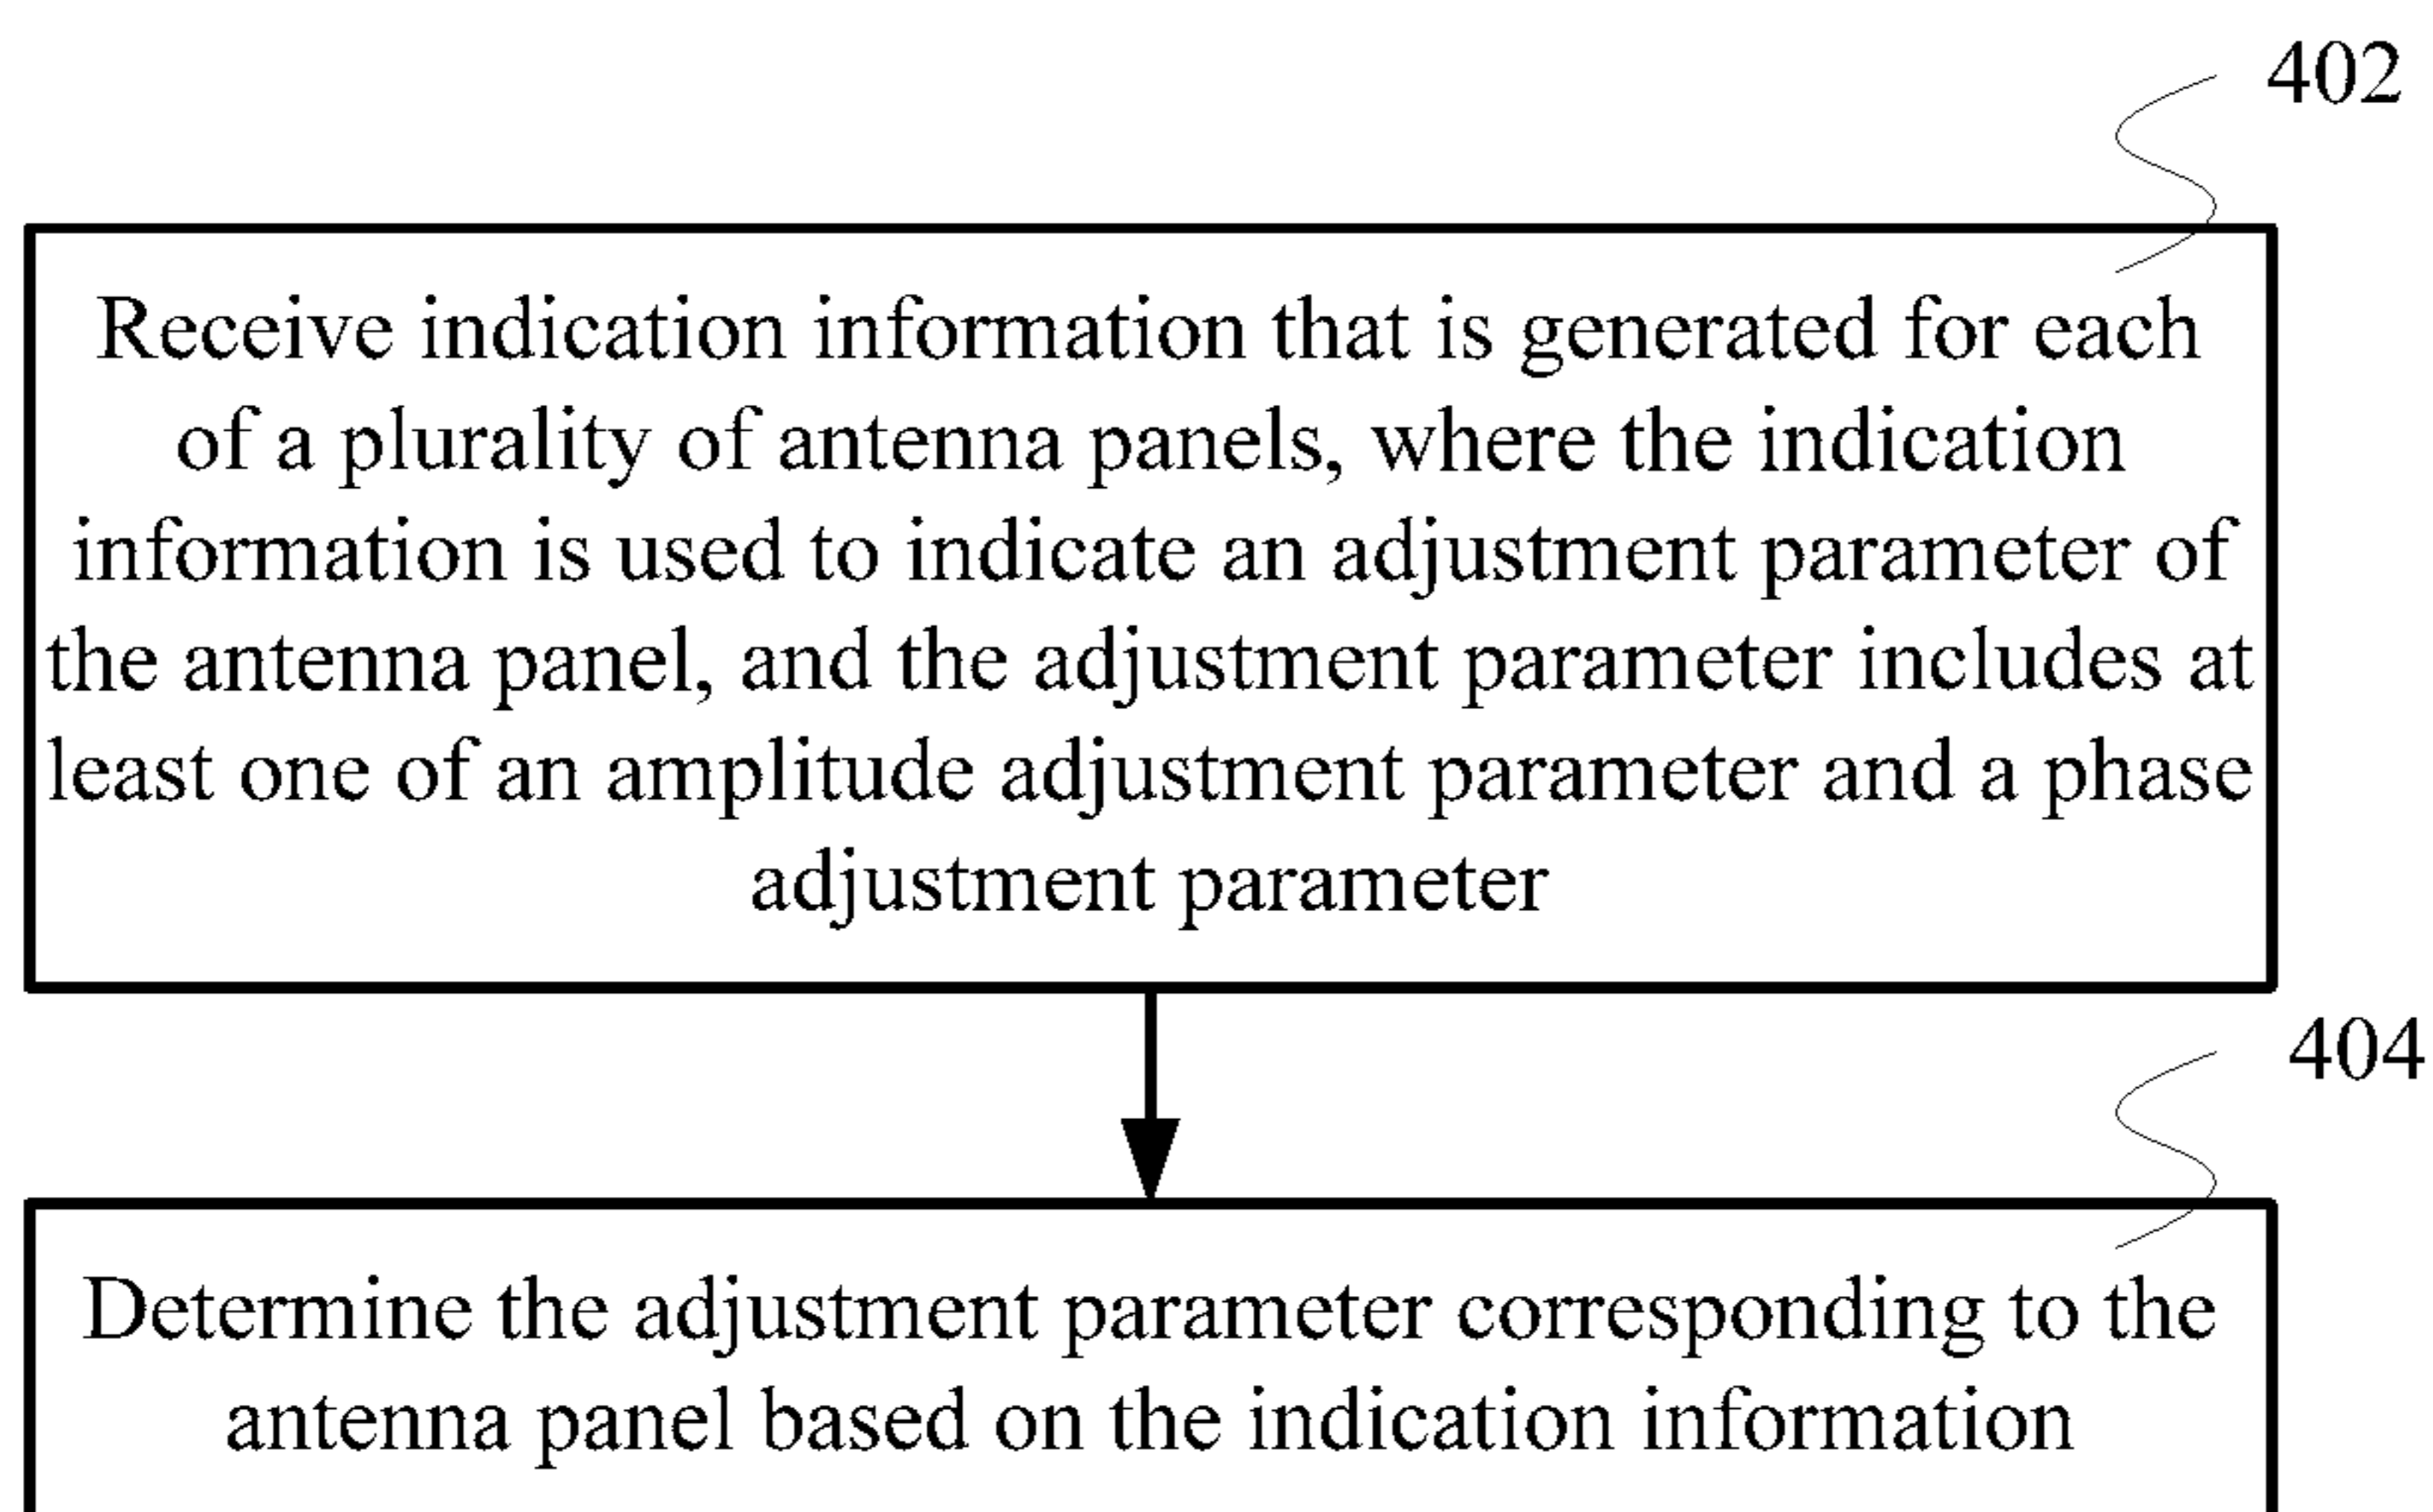 402
Receive indication information that is generated for each
of a plurality of antenna panels, where the indication
information is used to indicate an adjustment parameter of
the antenna panel, and the adjustment parameter includes at
least one of an amplitude adjustment parameter and a phase
adjustment parameter
404
Determine the adjustment parameter corresponding to the
antenna panel based on the indication information